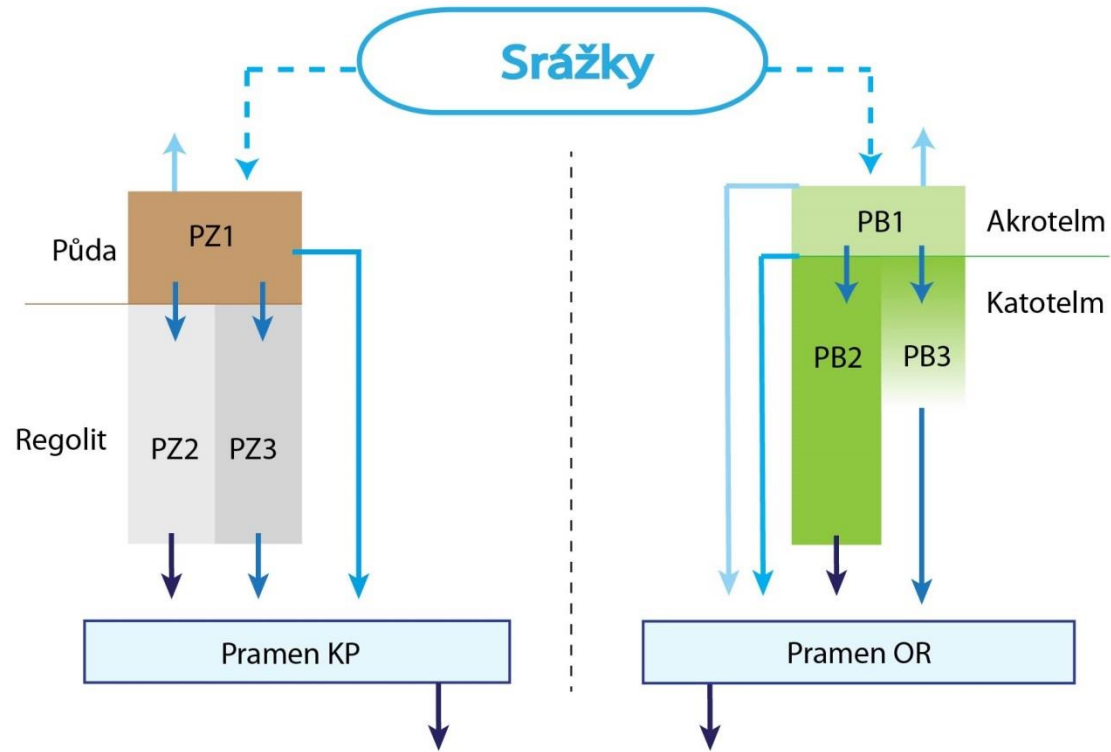 Srážky
Půda
PZ1
Regolit
PZ2
PZ3
Pramen KP
PB1
Akrotelm
Katotelm
PB2
PB3
Pramen OR